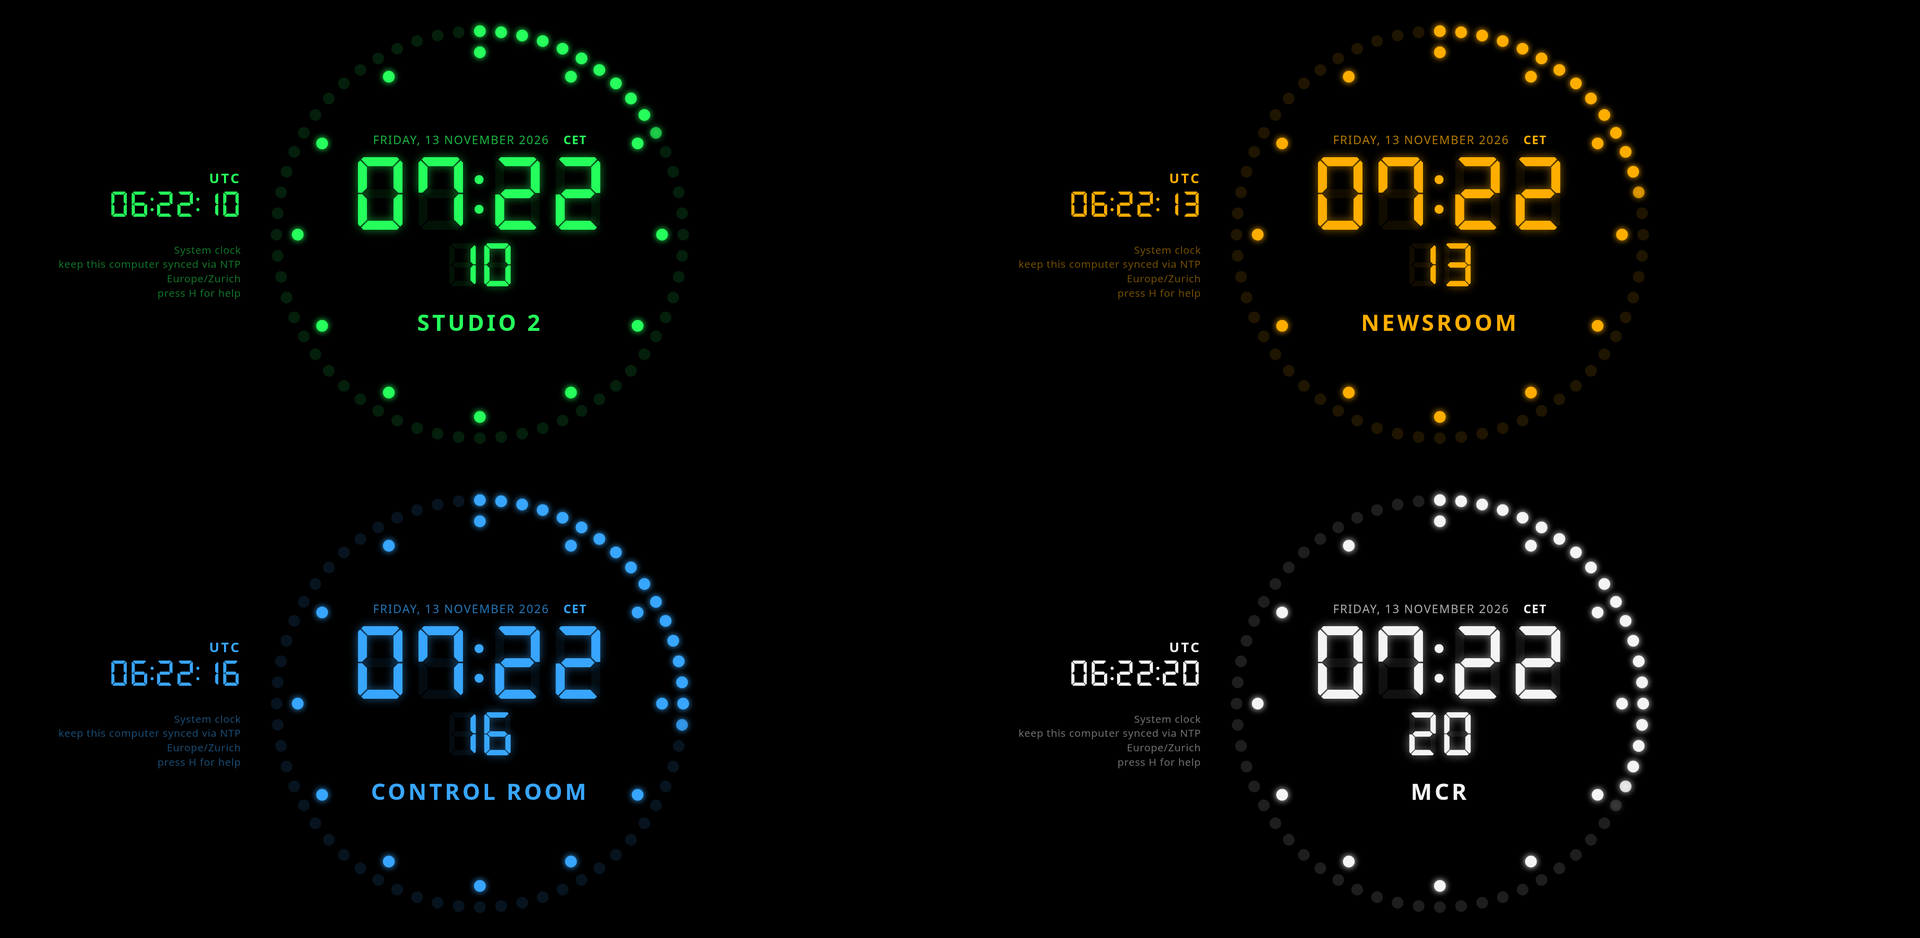 FRIDAY, 13 NOVEMBER 2026 CET
07:22
10
STUDIO 2
UTC
06:22:10
System clock
keep this computer synced via NTP
Europe/Zurich
press H for help
FRIDAY, 13 NOVEMBER 2026 CET
07:22
13
NEWSROOM
UTC
06:22:13
System clock
keep this computer synced via NTP
Europe/Zurich
press H for help
FRIDAY, 13 NOVEMBER 2026 CET
07:22
16
CONTROL ROOM
UTC
06:22:16
System clock
keep this computer synced via NTP
Europe/Zurich
press H for help
FRIDAY, 13 NOVEMBER 2026 CET
07:22
20
MCR
UTC
06:22:20
System clock
keep this computer synced via NTP
Europe/Zurich
press H for help